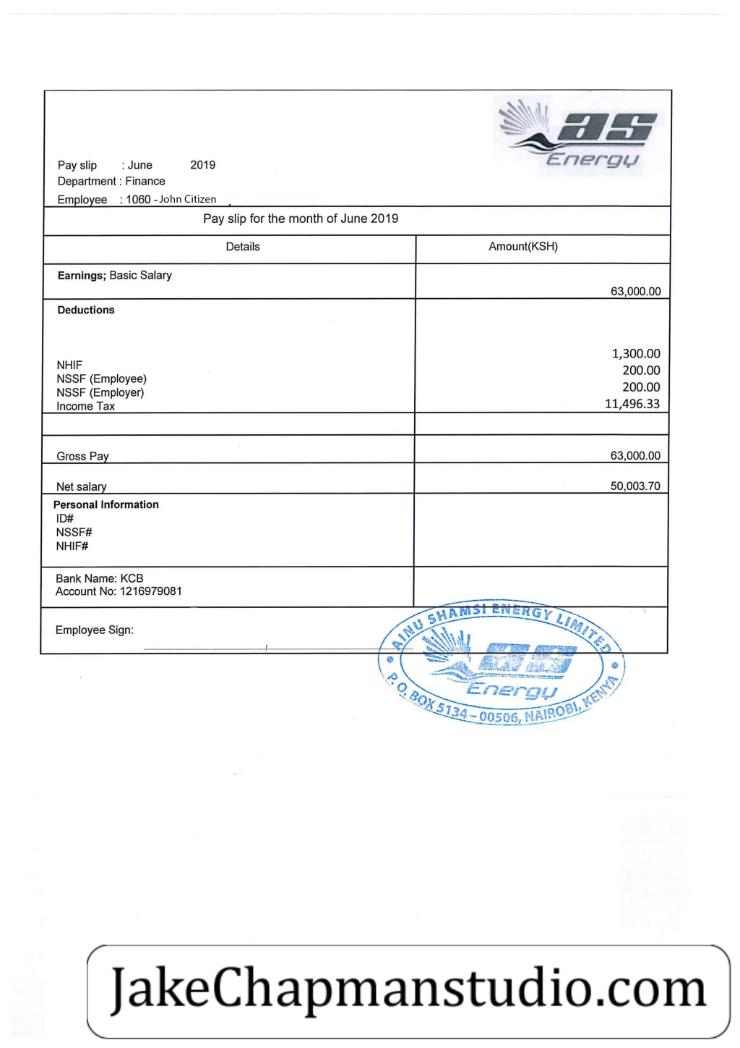 as
Energy
Pay slip : June 2019
Department : Finance
Employee : 1060 - John Citizen
Pay slip for the month of June 2019
Details Amount(KSH)
Earnings; Basic Salary
63,000.00
Deductions
NHIF 1,300.00
NSSF (Employee) 200.00
NSSF (Employer) 200.00
Income Tax 11,496.33
Gross Pay 63,000.00
Net salary 50,003.70
Personal Information
ID#
NSSF#
NHIF#
Bank Name: KCB
Account No: 1216979081
Employee Sign:
AINU SHAMSI ENERGY LIMITED
as
Energy
P. O. BOX 5134 - 00506, NAIROBI, KENYA
JakeChapmanstudio.com